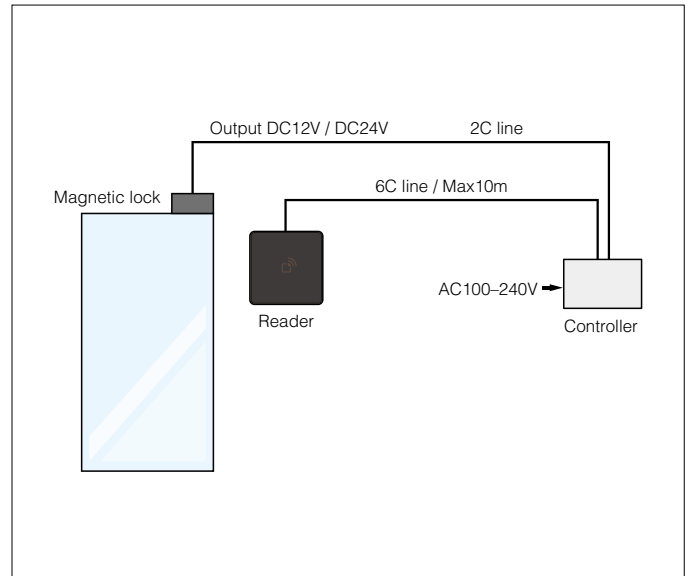 Output DC12V / DC24V 2C line
Magnetic lock
6C line / Max10m
Reader
AC100–240V
Controller